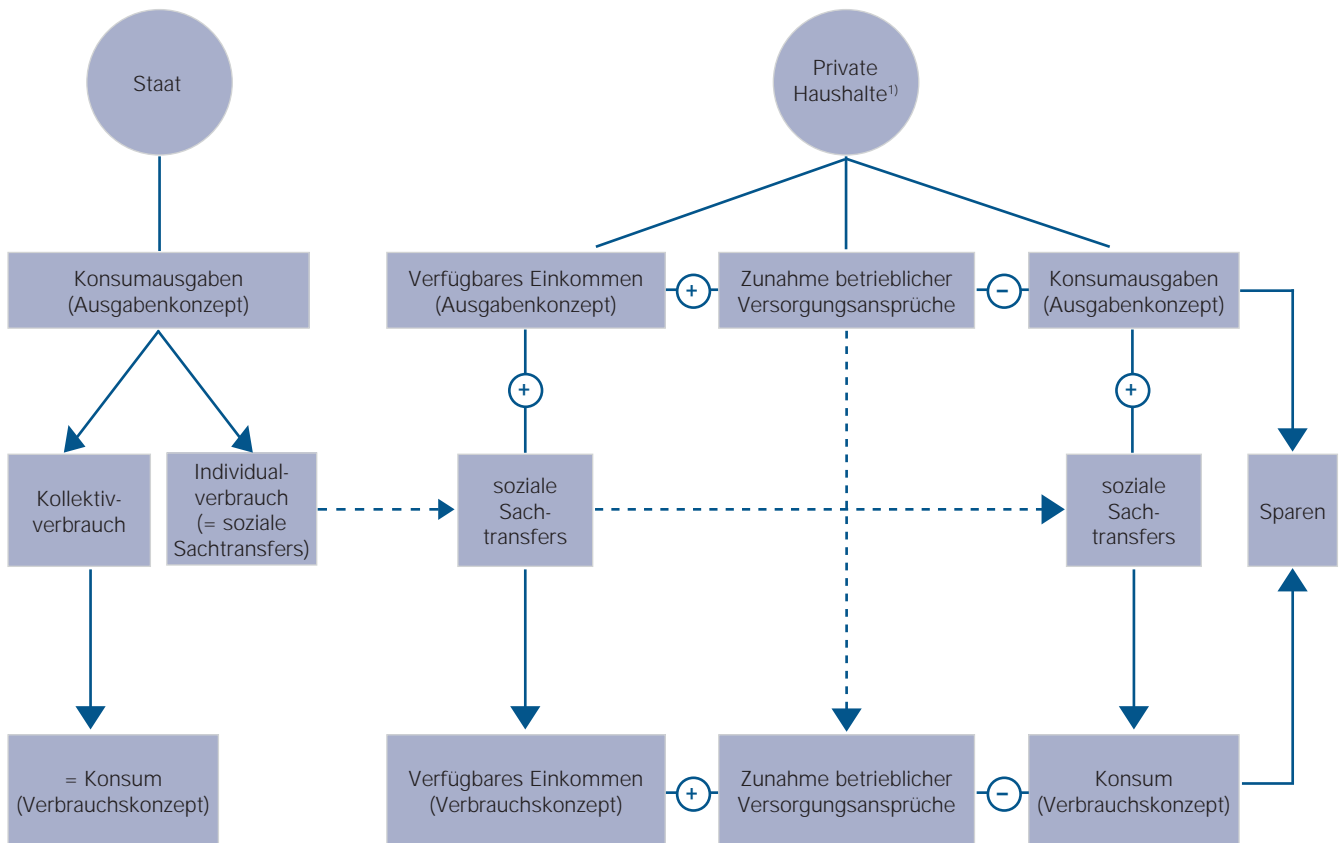 Staat
Private
Haushalte1)
Konsumausgaben
(Ausgabenkonzept)
Verfügbares Einkommen
(Ausgabenkonzept)
+
Zunahme betrieblicher
Versorgungsansprüche
–
Konsumausgaben
(Ausgabenkonzept)
+
+
Kollektiv-
verbrauch
Individual-
verbrauch
(= soziale
Sachtransfers)
soziale
Sach-
transfers
soziale
Sach-
transfers
Sparen
= Konsum
(Verbrauchskonzept)
Verfügbares Einkommen
(Verbrauchskonzept)
+
Zunahme betrieblicher
Versorgungsansprüche
–
Konsum
(Verbrauchskonzept)